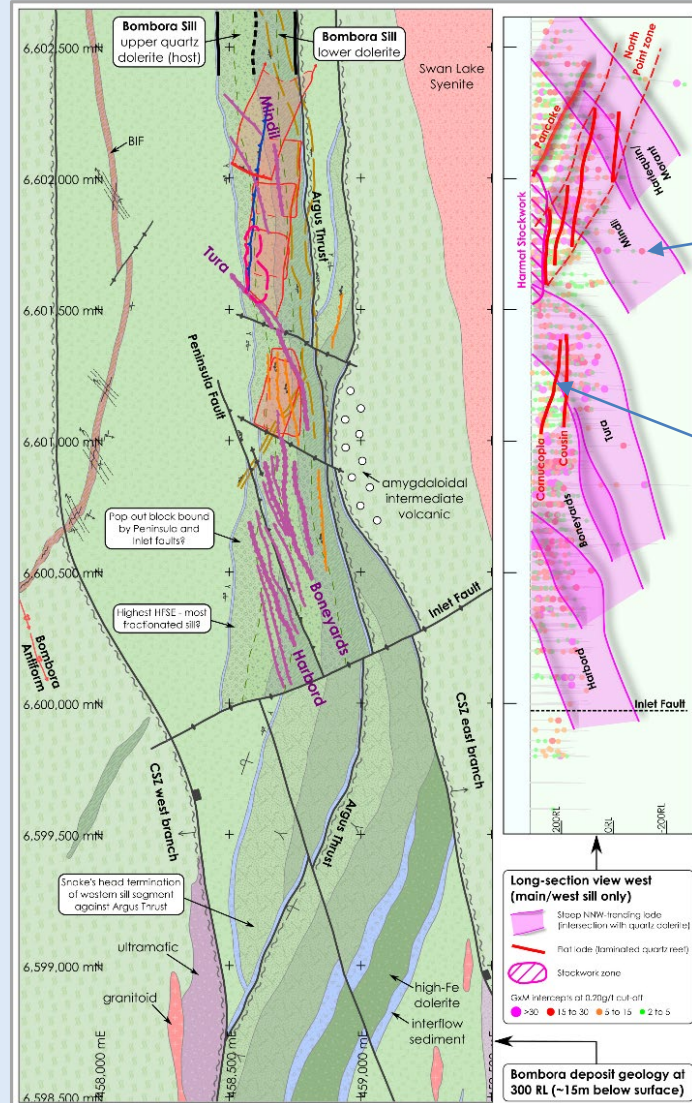 6,602,500 mN
6,602,000 mN
6,601,500 mN
6,601,000 mN
6,600,500 mN
6,600,000 mN
6,599,500 mN
6,599,000 mN
6,598,500
Bombora Sill
upper quartz
dolerite (host)
Bombora Sill
lower dolerite
Swan Lake
Syenite
BIF
Mindil
Tura
Argus Thrust
Peninsula Fault
amygdaloidal
intermediate
volcanic
Pop out block bound
by Peninsula and
Inlet faults?
Highest HFSE - most
fractionated sill?
Boneyards
Harbord
Inlet Fault
Bombora
Antiform
CSZ west branch
CSZ east branch
Argus Thrust
Snake's head termination
of western sill segment
against Argus Thrust
ultramafic
granitoid
high-Fe
dolerite
interflow
sediment
458,500 mE
459,000 mE
North
Point zone
Pancake
Harlequin/
Morant
Mindil
Harmat Stockwork
Tura
Cornucopia
Cousin
Boneyards
Harbord
Inlet Fault
200RL
0RL
-200RL
Long-section view west
(main/west sill only)
Steep NNW-trending lode
(intersection with quartz dolerite)
Flat lode (laminated quartz reef)
Stockwork zone
GxM intercepts at 0.20g/t cut-off
>30
15 to 30
5 to 15
2 to 5
Bombora deposit geology at
300 RL (~15m below surface)